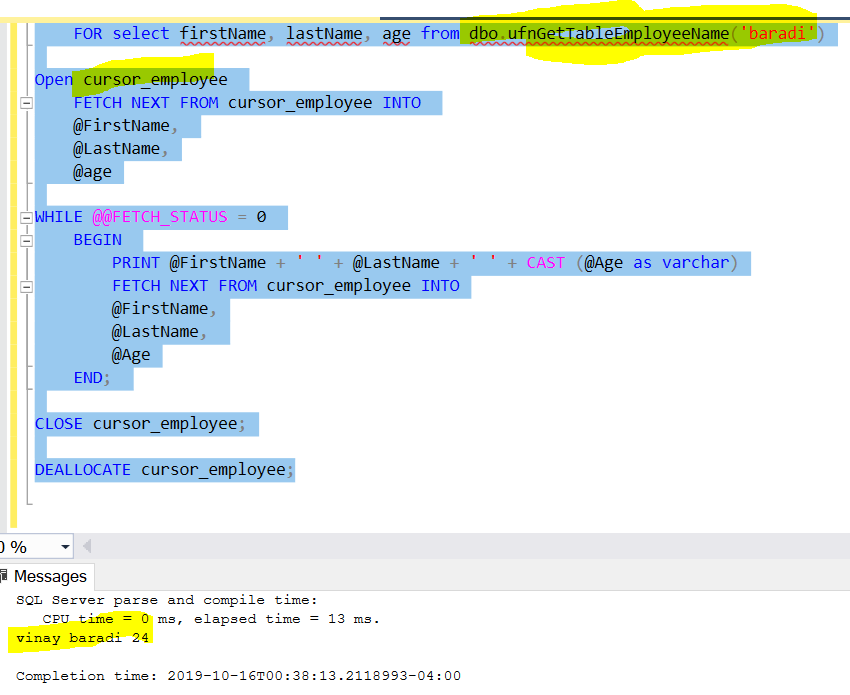 FOR select firstName, lastName, age from dbo.ufnGetTableEmployeeName('baradi')
Open cursor_employee
FETCH NEXT FROM cursor_employee INTO
@FirstName,
@LastName,
@age
WHILE @@FETCH_STATUS = 0
BEGIN
PRINT @FirstName + ' ' + @LastName + ' ' + CAST (@Age as varchar)
FETCH NEXT FROM cursor_employee INTO
@FirstName,
@LastName,
@Age
END;
CLOSE cursor_employee;
DEALLOCATE cursor_employee;
0 %
Messages
SQL Server parse and compile time:
CPU time = 0 ms, elapsed time = 13 ms.
vinay baradi 24
Completion time: 2019-10-16T00:38:13.2118993-04:00